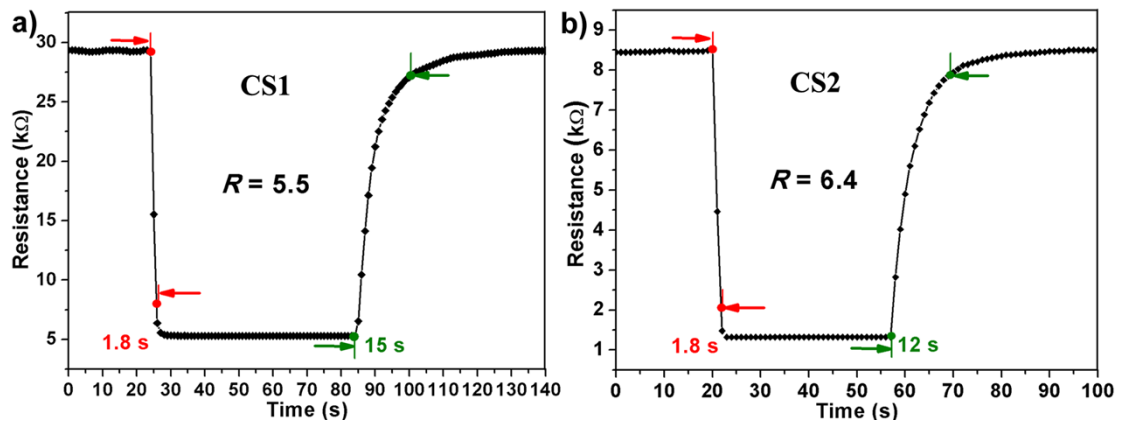 a)
30
25
20
15
10
5
Resistance (kΩ)
CS1
R = 5.5
1.8 s
15 s
0 10 20 30 40 50 60 70 80 90 100 110 120 130 140
Time (s)
b)
9
8
7
6
5
4
3
2
1
Resistance (kΩ)
CS2
R = 6.4
1.8 s
12 s
0 10 20 30 40 50 60 70 80 90 100
Time (s)